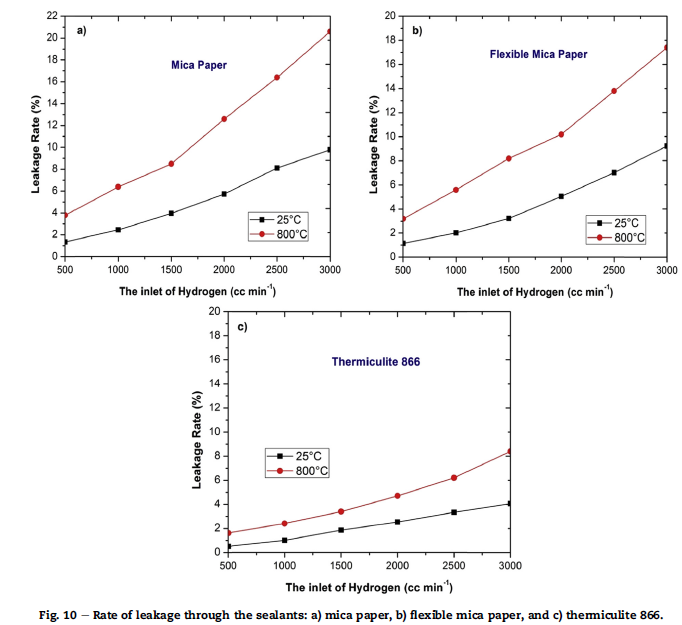 a)
Mica Paper
22
20
18
16
14
12
10
8
6
4
2
0
Leakage Rate (%)
25°C
800°C
500 1000 1500 2000 2500 3000
The inlet of Hydrogen (cc min⁻¹)
b)
Flexible Mica Paper
20
18
16
14
12
10
8
6
4
2
0
Leakage Rate (%)
25°C
800°C
500 1000 1500 2000 2500 3000
The inlet of Hydrogen (cc min⁻¹)
c)
Thermiculite 866
20
18
16
14
12
10
8
6
4
2
0
Leakage Rate (%)
25°C
800°C
500 1000 1500 2000 2500 3000
The inlet of Hydrogen (cc min⁻¹)
Fig. 10 – Rate of leakage through the sealants: a) mica paper, b) flexible mica paper, and c) thermiculite 866.